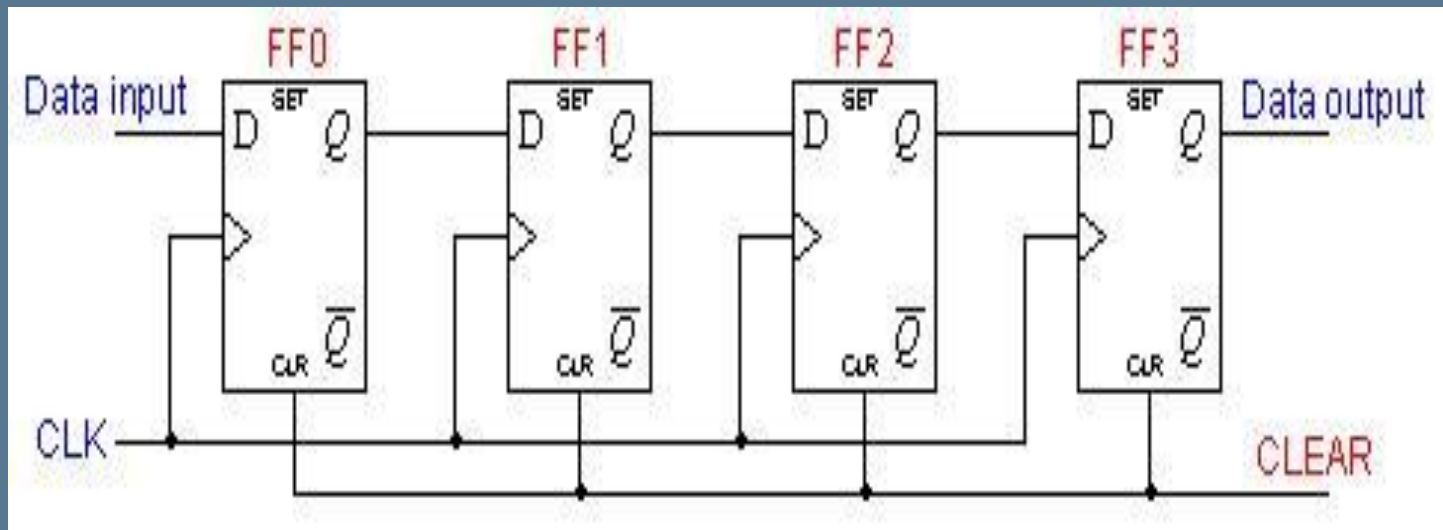 FF0 FF1 FF2 FF3
Data input SET SET SET SET Data output
D Q D Q D Q D Q
Q̅ Q̅ Q̅ Q̅
CLR CLR CLR CLR
CLK CLEAR